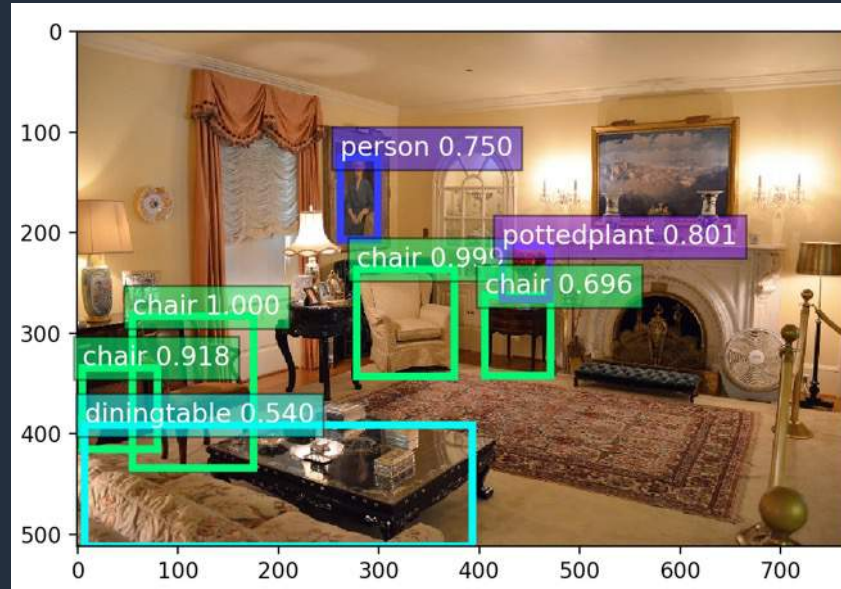 0
100
person 0.750
200
pottedplant 0.801
chair 0.999
chair 0.696
chair 1.000
300
chair 0.918
diningtable 0.540
400
500
0 100 200 300 400 500 600 700